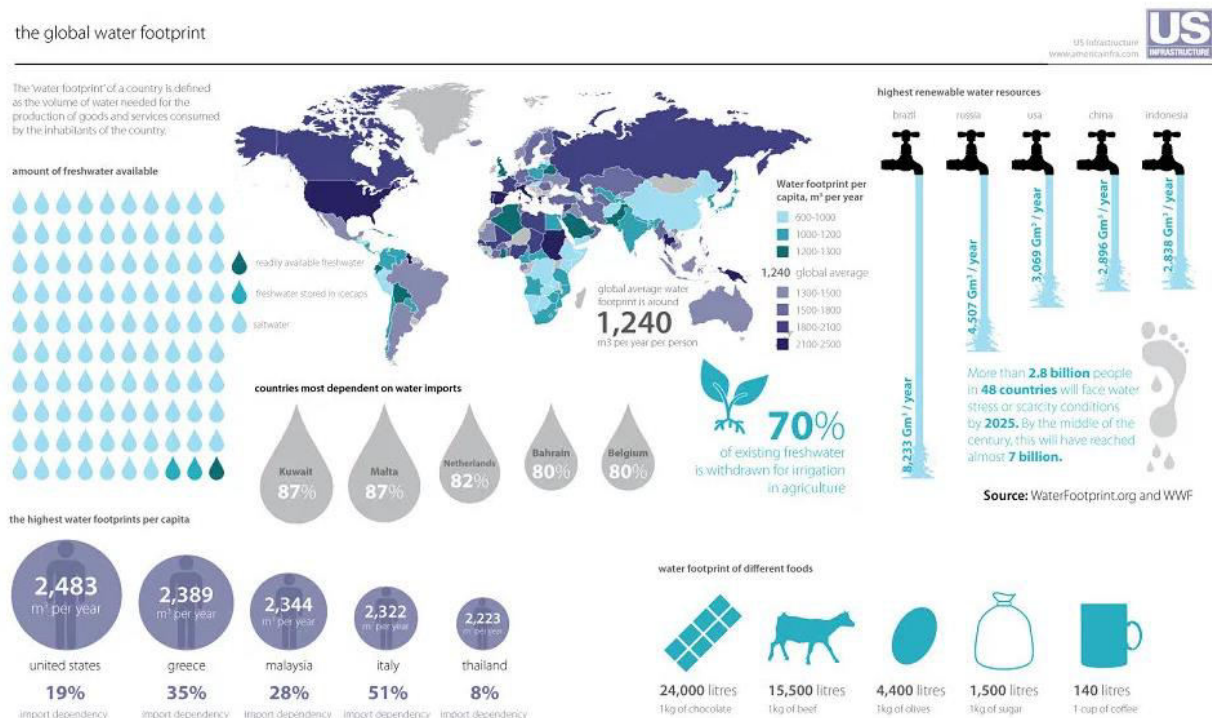 the global water footprint
US Infrastructure
www.americainfra.com
US
INFRASTRUCTURE
The 'water footprint' of a country is defined
as the volume of water needed for the
production of goods and services consumed
by the inhabitants of the country.
amount of freshwater available
readily available freshwater
freshwater stored in icecaps
saltwater
Water footprint per
capita, m³ per year
600-1000
1000-1200
1200-1300
1,240 global average
1300-1500
1500-1800
1800-2100
2100-2500
global average water
footprint is around
1,240
m3 per year per person
highest renewable water resources
brazil
russia
usa
china
indonesia
8,233 Gm³ / year
4,507 Gm³ / year
3,069 Gm³ / year
2,896 Gm³ / year
2,838 Gm³ / year
More than 2.8 billion people
in 48 countries will face water
stress or scarcity conditions
by 2025. By the middle of the
century, this will have reached
almost 7 billion.
Source: WaterFootprint.org and WWF
countries most dependent on water imports
Kuwait
87%
Malta
87%
Netherlands
82%
Bahrain
80%
Belgium
80%
70%
of existing freshwater
is withdrawn for irrigation
in agriculture
the highest water footprints per capita
2,483
m³ per year
united states
19%
import dependency
2,389
m³ per year
greece
35%
import dependency
2,344
m³ per year
malaysia
28%
import dependency
2,322
m³ per year
italy
51%
import dependency
2,223
m³ per year
thailand
8%
import dependency
water footprint of different foods
24,000 litres
1kg of chocolate
15,500 litres
1kg of beef
4,400 litres
1kg of olives
1,500 litres
1kg of sugar
140 litres
1 cup of coffee